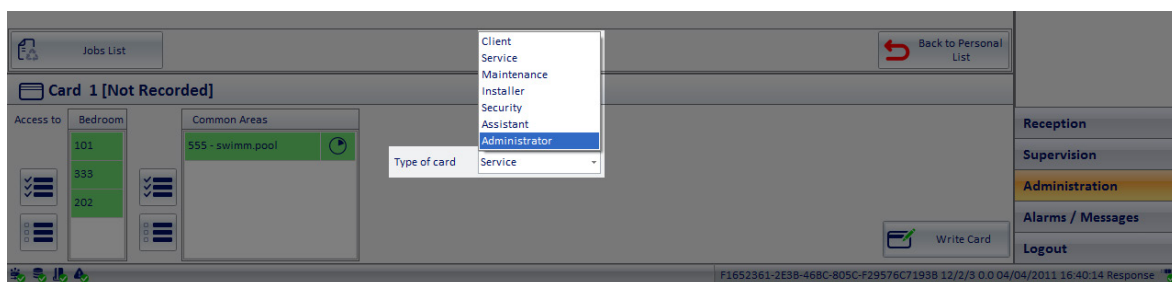 Jobs List
Client
Service
Maintenance
Installer
Security
Assistant
Administrator
Back to Personal
List
Card 1 [Not Recorded]
Access to
Bedroom
Common Areas
101
333
202
555 - swimm.pool
Type of card
Service
Write Card
Reception
Supervision
Administration
Alarms / Messages
Logout
F1652361-2E3B-46BC-805C-F29576C7193B 12/2/3 0.0 04/04/2011 16:40:14 Response